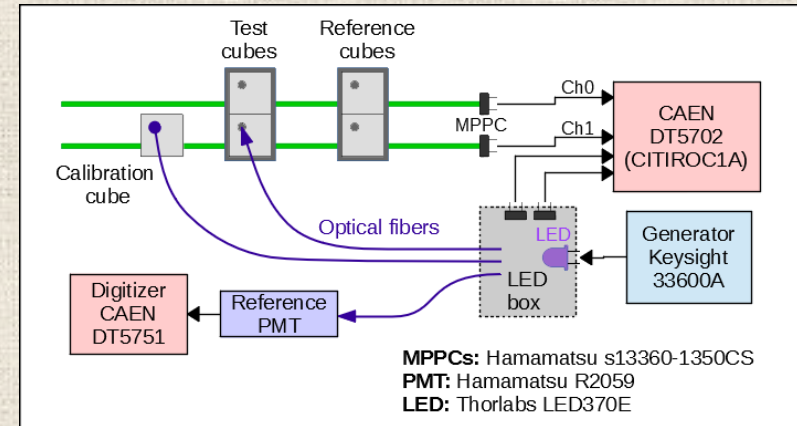 Test
cubes
Reference
cubes
Ch0
MPPC
Ch1
CAEN
DT5702
(CITIROC1A)
Calibration
cube
Optical fibers
LED
LED
box
Generator
Keysight
33600A
Digitizer
CAEN
DT5751
Reference
PMT
MPPCs: Hamamatsu s13360-1350CS
PMT: Hamamatsu R2059
LED: Thorlabs LED370E